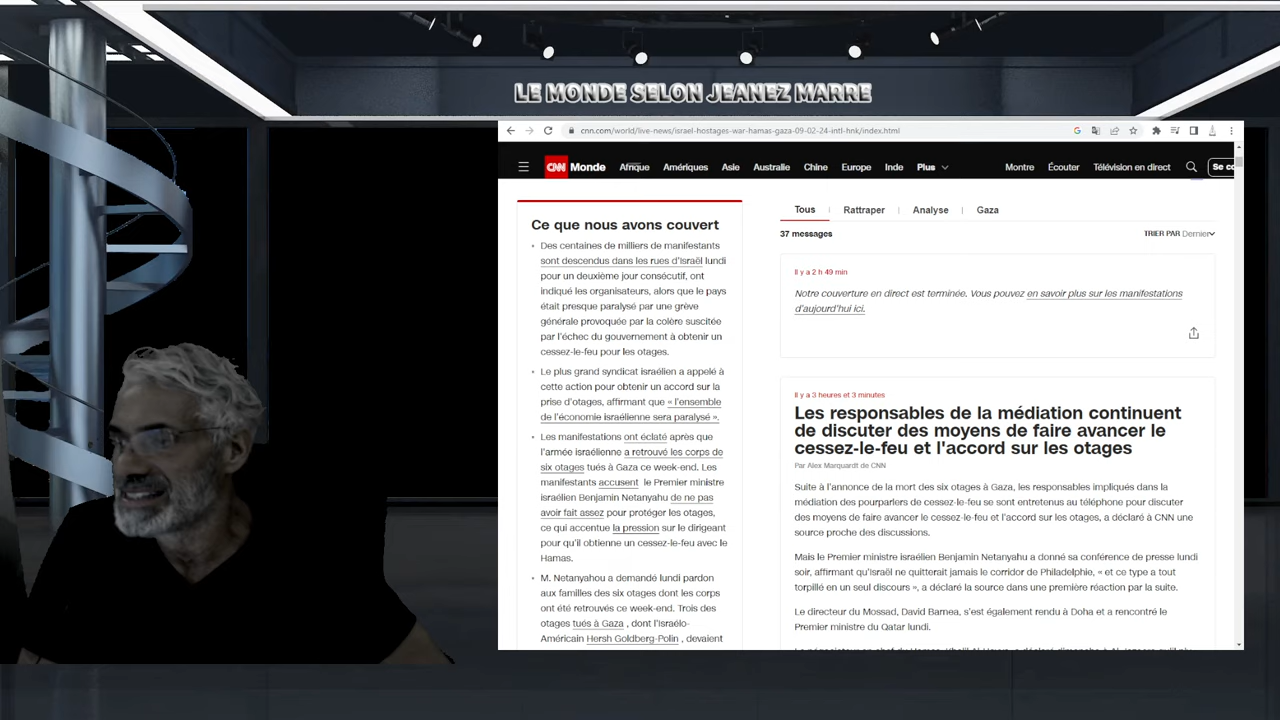 LE MONDE SELON JEANEZ MARRE
cnn.com/world/live-news/israel-hostages-war-hamas-gaza-09-02-24-intl-hnk/index.html
CNN Monde Afrique Amériques Asie Australie Chine Europe Inde Plus Montre Écouter Télévision en direct Se co
Ce que nous avons couvert
• Des centaines de milliers de manifestants
sont descendus dans les rues d'Israël lundi
pour un deuxième jour consécutif, ont
indiqué les organisateurs, alors que le pays
était presque paralysé par une grève
générale provoquée par la colère suscitée
par l'échec du gouvernement à obtenir un
cessez-le-feu pour les otages.
• Le plus grand syndicat israélien a appelé à
cette action pour obtenir un accord sur la
prise d'otages, affirmant que « l'ensemble
de l'économie israélienne sera paralysé ».
• Les manifestations ont éclaté après que
l'armée israélienne a retrouvé les corps de
six otages tués à Gaza ce week-end. Les
manifestants accusent le Premier ministre
israélien Benjamin Netanyahu de ne pas
avoir fait assez pour protéger les otages,
ce qui accentue la pression sur le dirigeant
pour qu'il obtienne un cessez-le-feu avec le
Hamas.
• M. Netanyahou a demandé lundi pardon
aux familles des six otages dont les corps
ont été retrouvés ce week-end. Trois des
otages tués à Gaza , dont l'israélo-
Américain Hersh Goldberg-Polin , devaient
Tous Rattraper Analyse Gaza
37 messages TRIER PAR Dernier
Il y a 2 h 49 min
Notre couverture en direct est terminée. Vous pouvez en savoir plus sur les manifestations
d'aujourd'hui ici.
Il y a 3 heures et 3 minutes
Les responsables de la médiation continuent
de discuter des moyens de faire avancer le
cessez-le-feu et l'accord sur les otages
Par Alex Marquardt de CNN
Suite à l'annonce de la mort des six otages à Gaza, les responsables impliqués dans la
médiation des pourparlers de cessez-le-feu se sont entretenus au téléphone pour discuter
des moyens de faire avancer le cessez-le-feu et l'accord sur les otages, a déclaré à CNN une
source proche des discussions.
Mais le Premier ministre israélien Benjamin Netanyahu a donné sa conférence de presse lundi
soir, affirmant qu'Israël ne quitterait jamais le corridor de Philadelphie, « et ce type a tout
torpillé en un seul discours », a déclaré la source dans une première réaction par la suite.
Le directeur du Mossad, David Barnea, s'est également rendu à Doha et a rencontré le
Premier ministre du Qatar lundi.